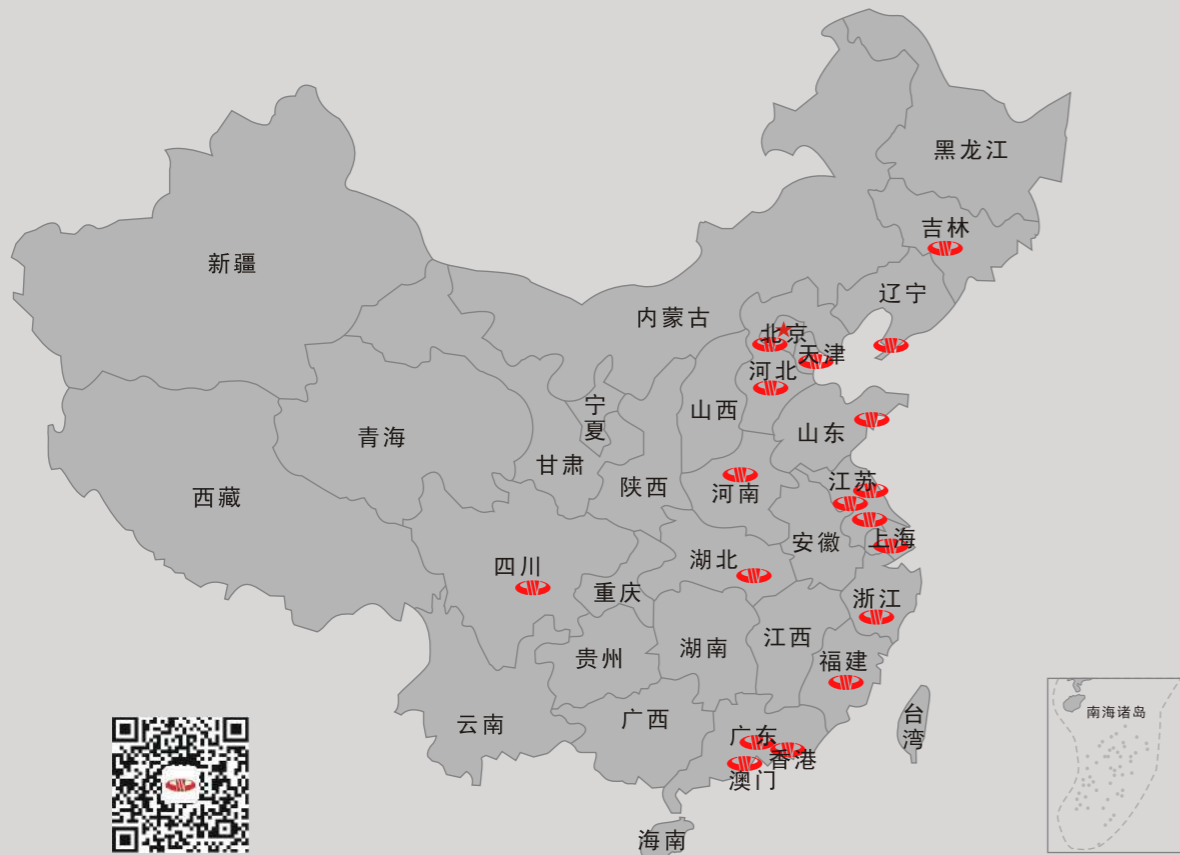 黑龙江
吉林
新疆
辽宁
内蒙古
北京
天津
河北
宁夏
山西
山东
青海
甘肃
陕西
河南
江苏
西藏
上海
安徽
湖北
四川
重庆
浙江
江西
湖南
福建
贵州
南海诸岛
云南
广西
广东
台湾
香港
澳门
海南